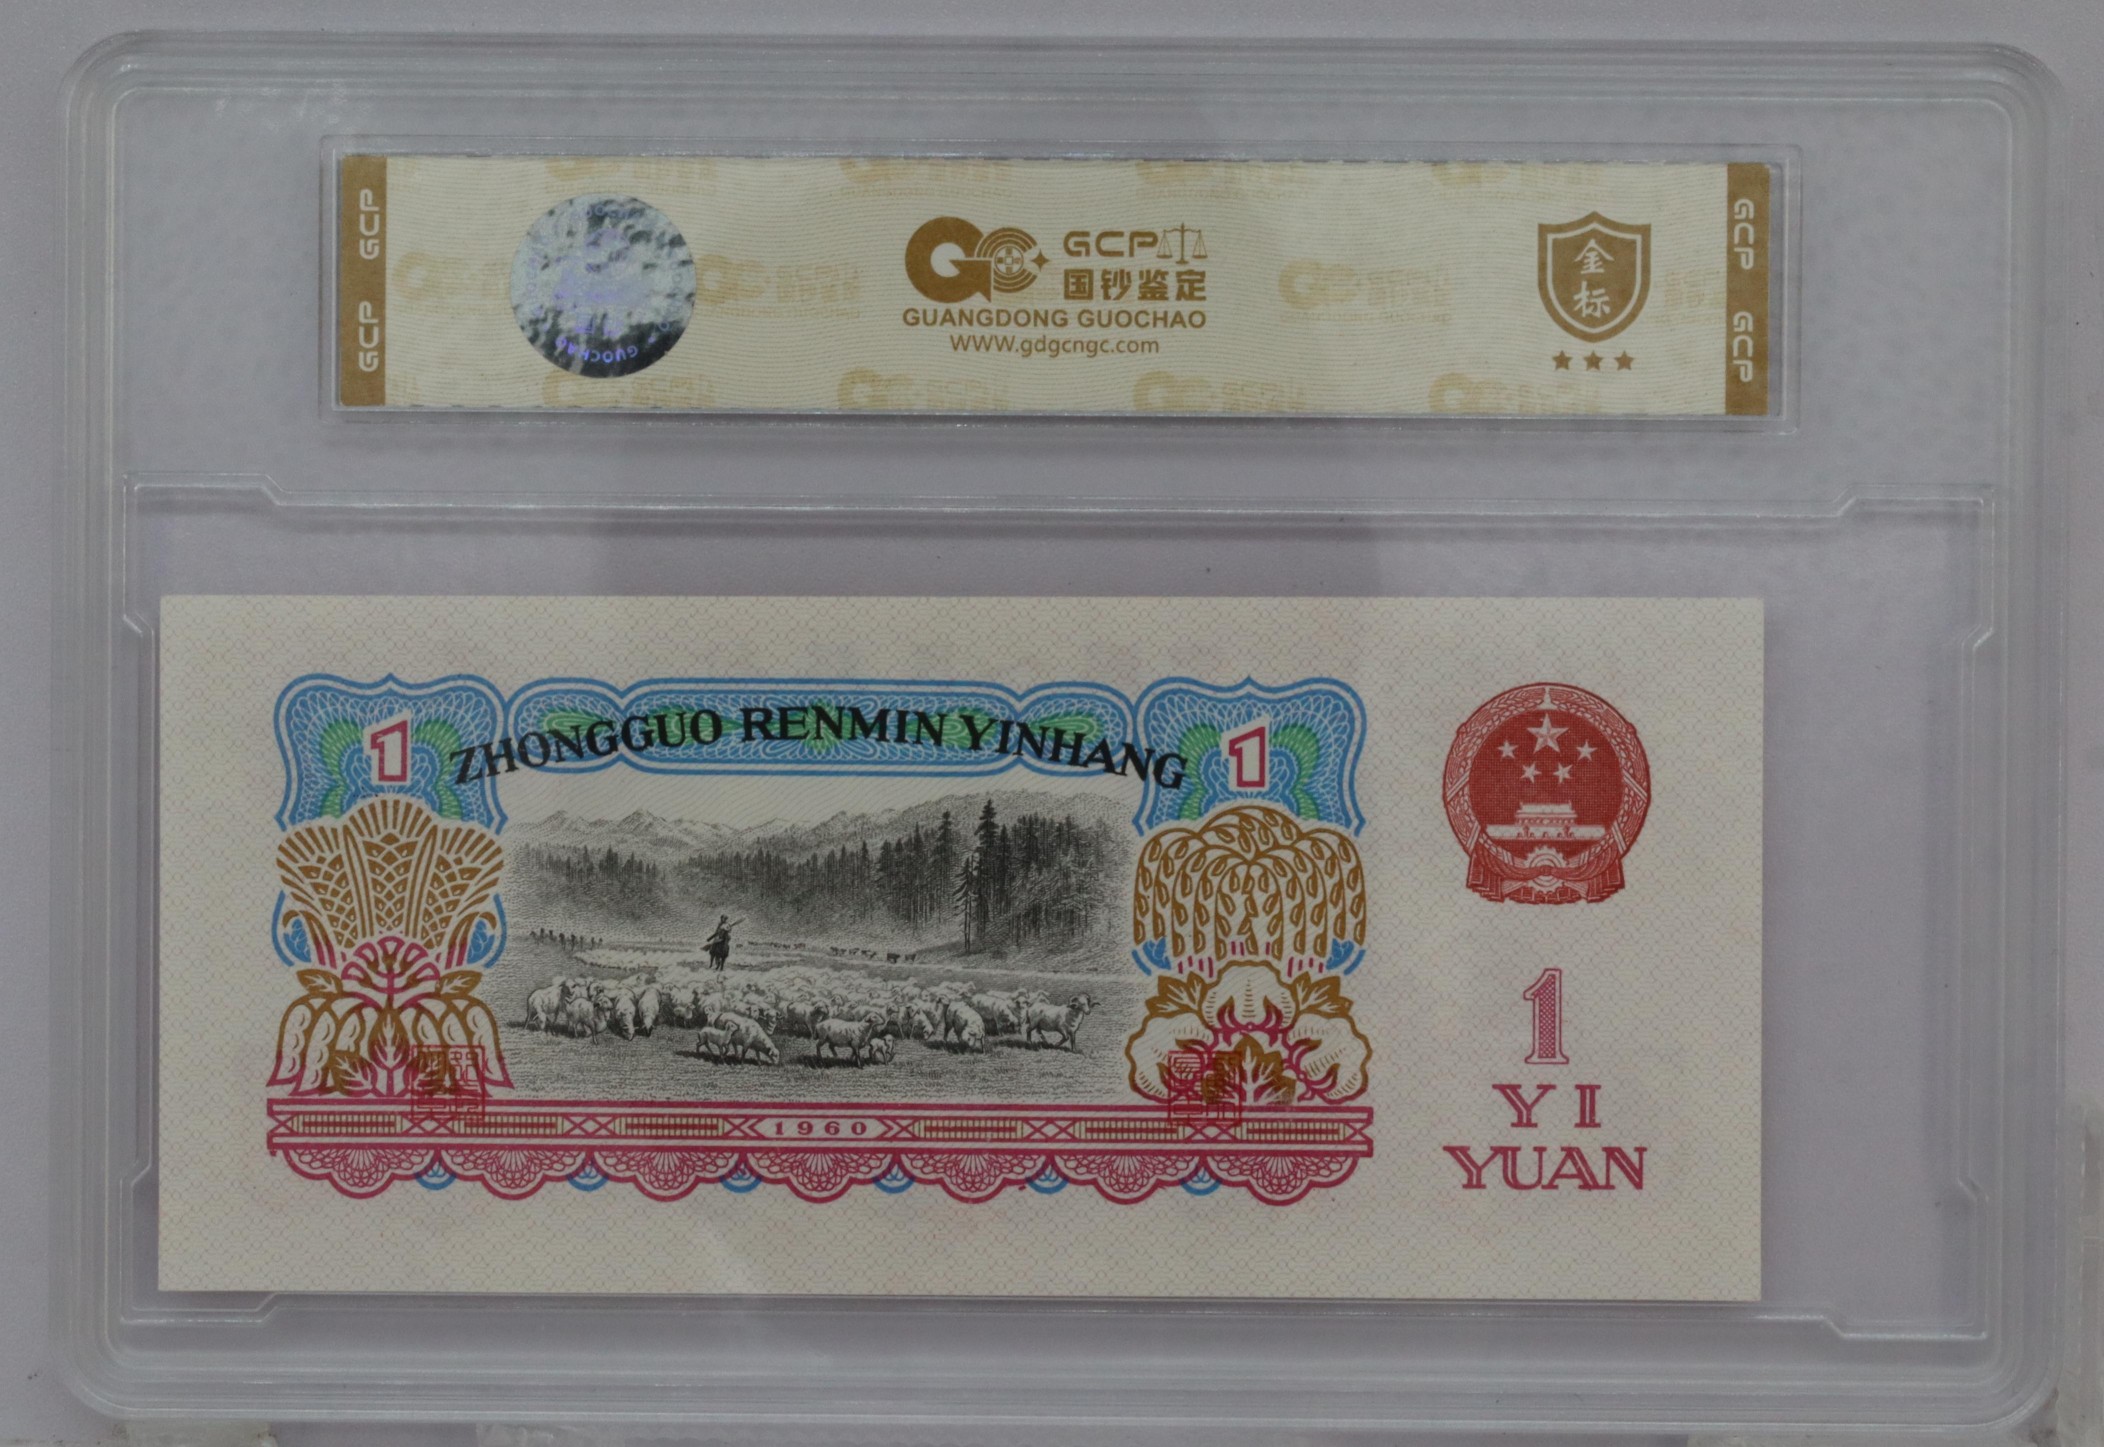 GCP GCP
GUOCHAO
GCP
国钞鉴定
GUANGDONG GUOCHAO
WWW.gdgcngc.com
金
标
GCP GCP
ZHONGGUO RENMIN YINHANG
1
1
1960
1
YI
YUAN